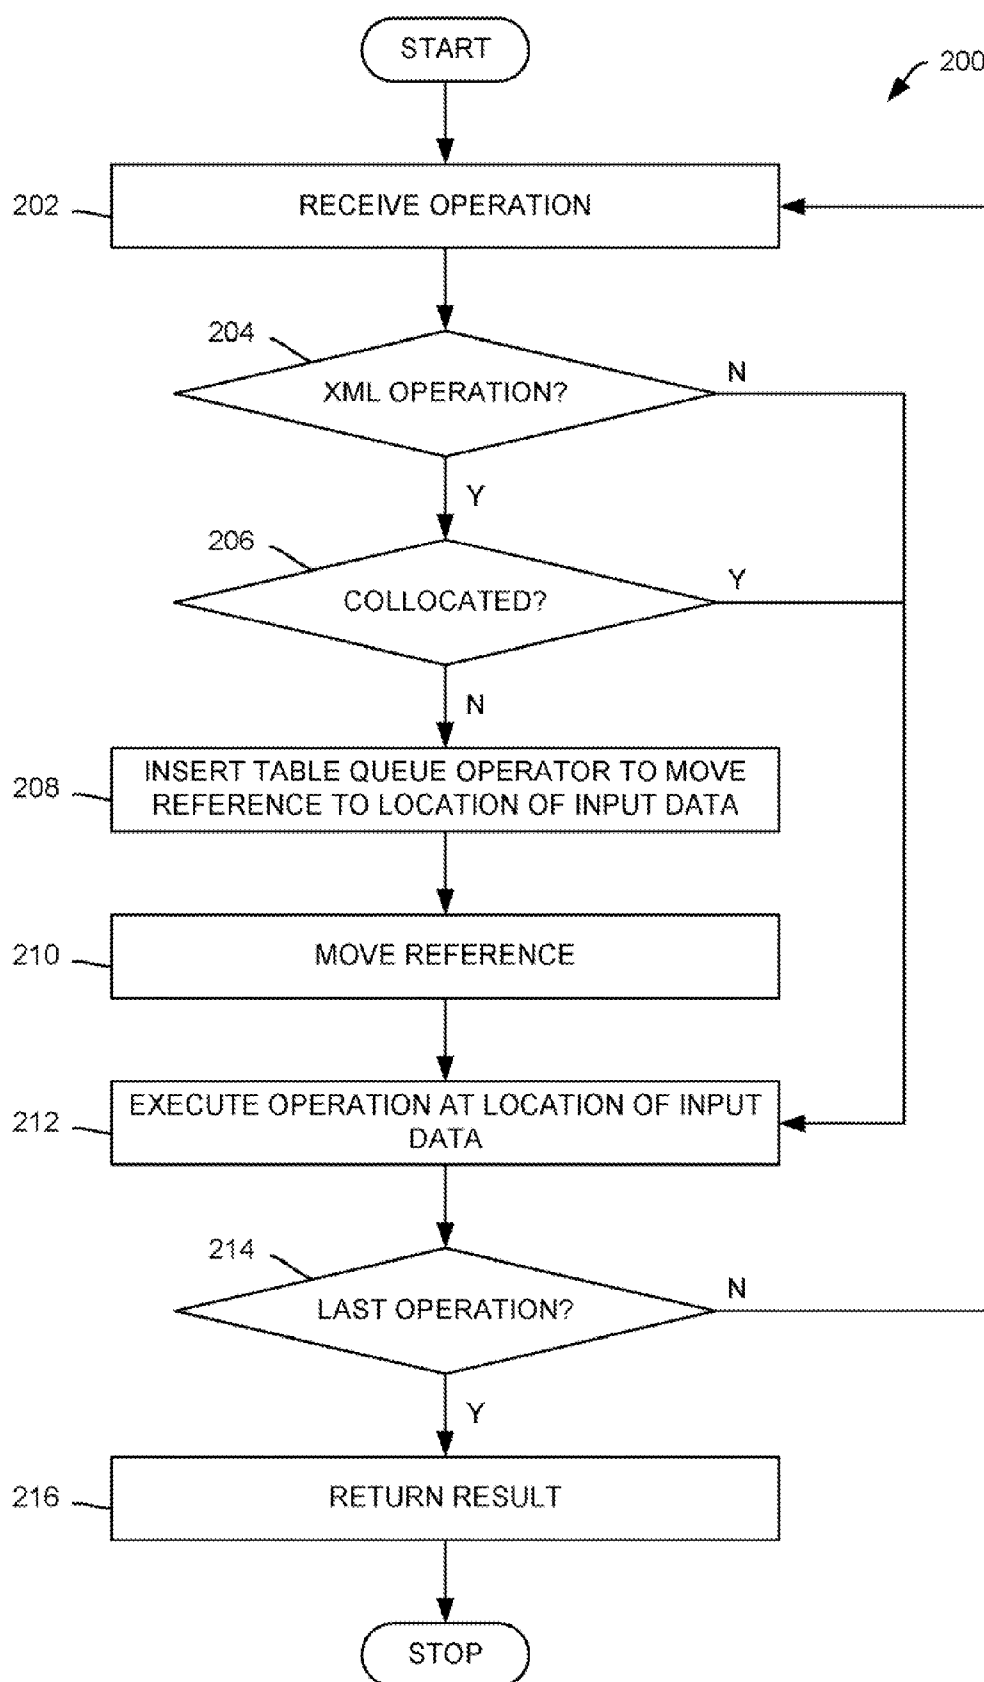 START
200
202
RECEIVE OPERATION
204
XML OPERATION?
N
Y
206
COLLOCATED?
Y
N
208
INSERT TABLE QUEUE OPERATOR TO MOVE
REFERENCE TO LOCATION OF INPUT DATA
210
MOVE REFERENCE
212
EXECUTE OPERATION AT LOCATION OF INPUT
DATA
214
LAST OPERATION?
N
Y
216
RETURN RESULT
STOP